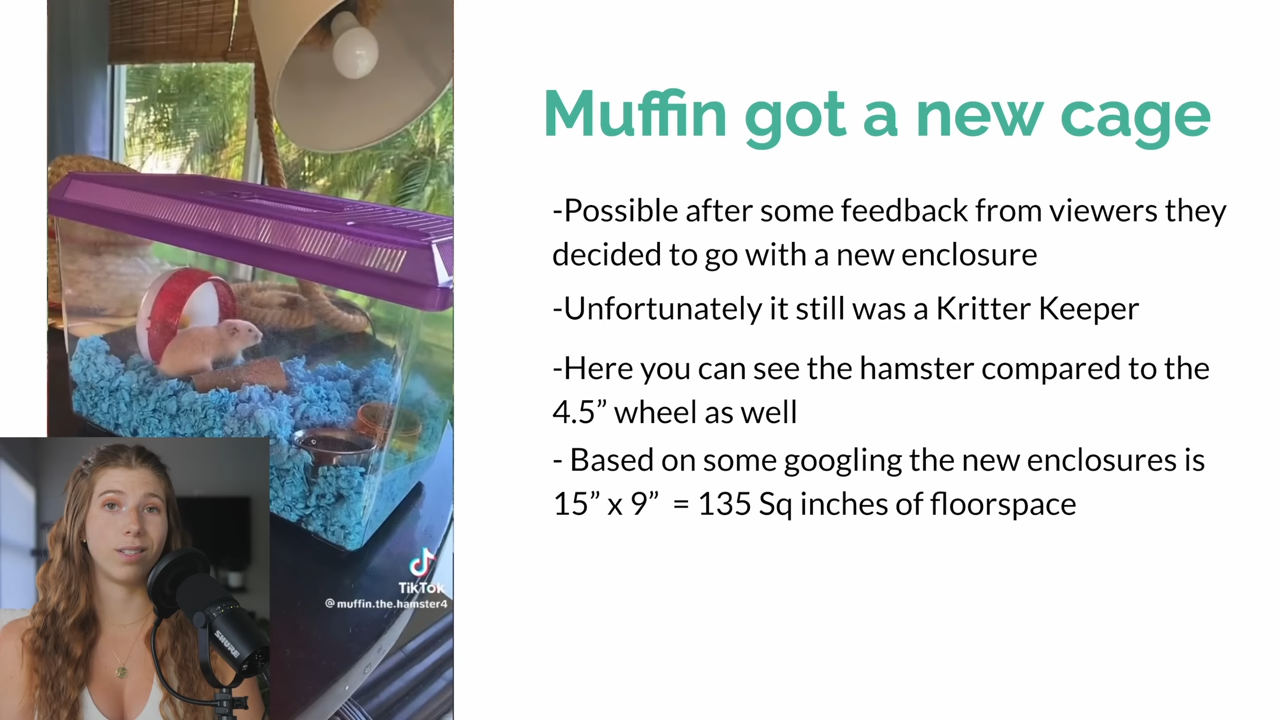 Muffin got a new cage
-Possible after some feedback from viewers they
decided to go with a new enclosure
-Unfortunately it still was a Kritter Keeper
-Here you can see the hamster compared to the
4.5” wheel as well
- Based on some googling the new enclosures is
15” x 9”  = 135 Sq inches of floorspace
TikTok
@muffin.the.hamster4
SHURE